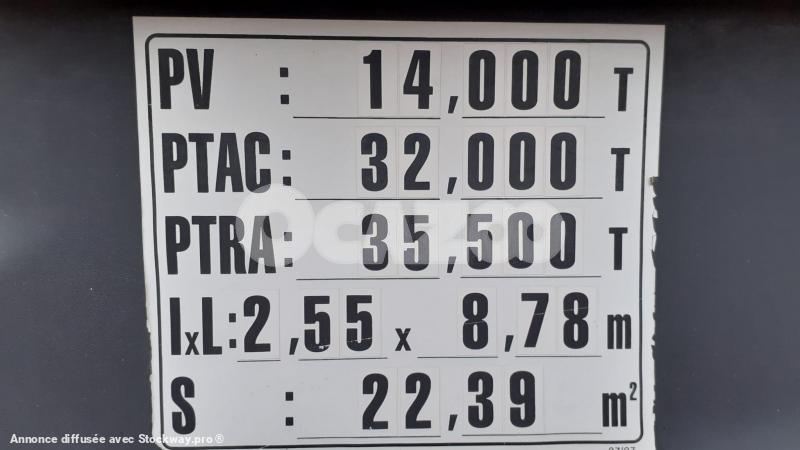 PV : 14,000 T
PTAC : 32,000 T
PTRA : 35,500 T
IxL : 2,55 x 8,78 m
S : 22,39 m²
Ocazoo
Annonce diffusée avec Stockway.pro ®